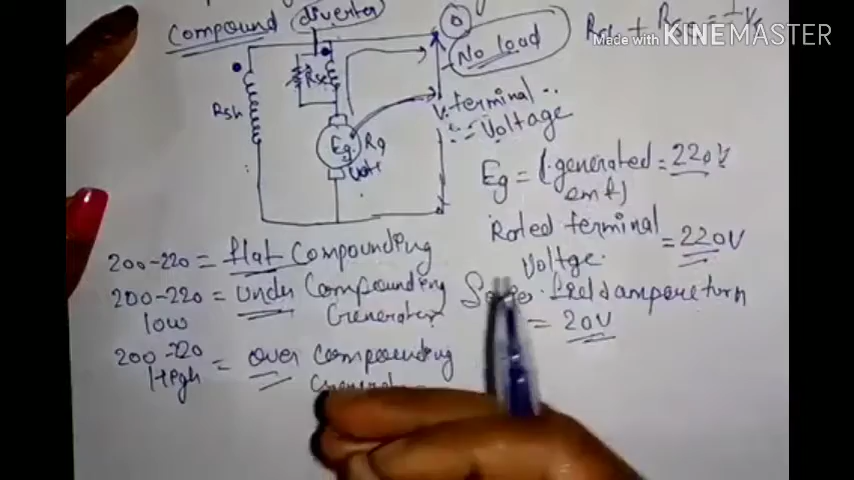 Compound
diverter
No load
Made with KINEMASTER
Rsh
Rse
V. terminal
Voltage
Eg
Ra
Eg = (generated = 220V
emf)
Rated terminal
Voltge = 220V
200-220 = flat Compounding
200-220 = under Compounding
low Generator
field ampere turn
= 20V
200-220 = over Compounding
High